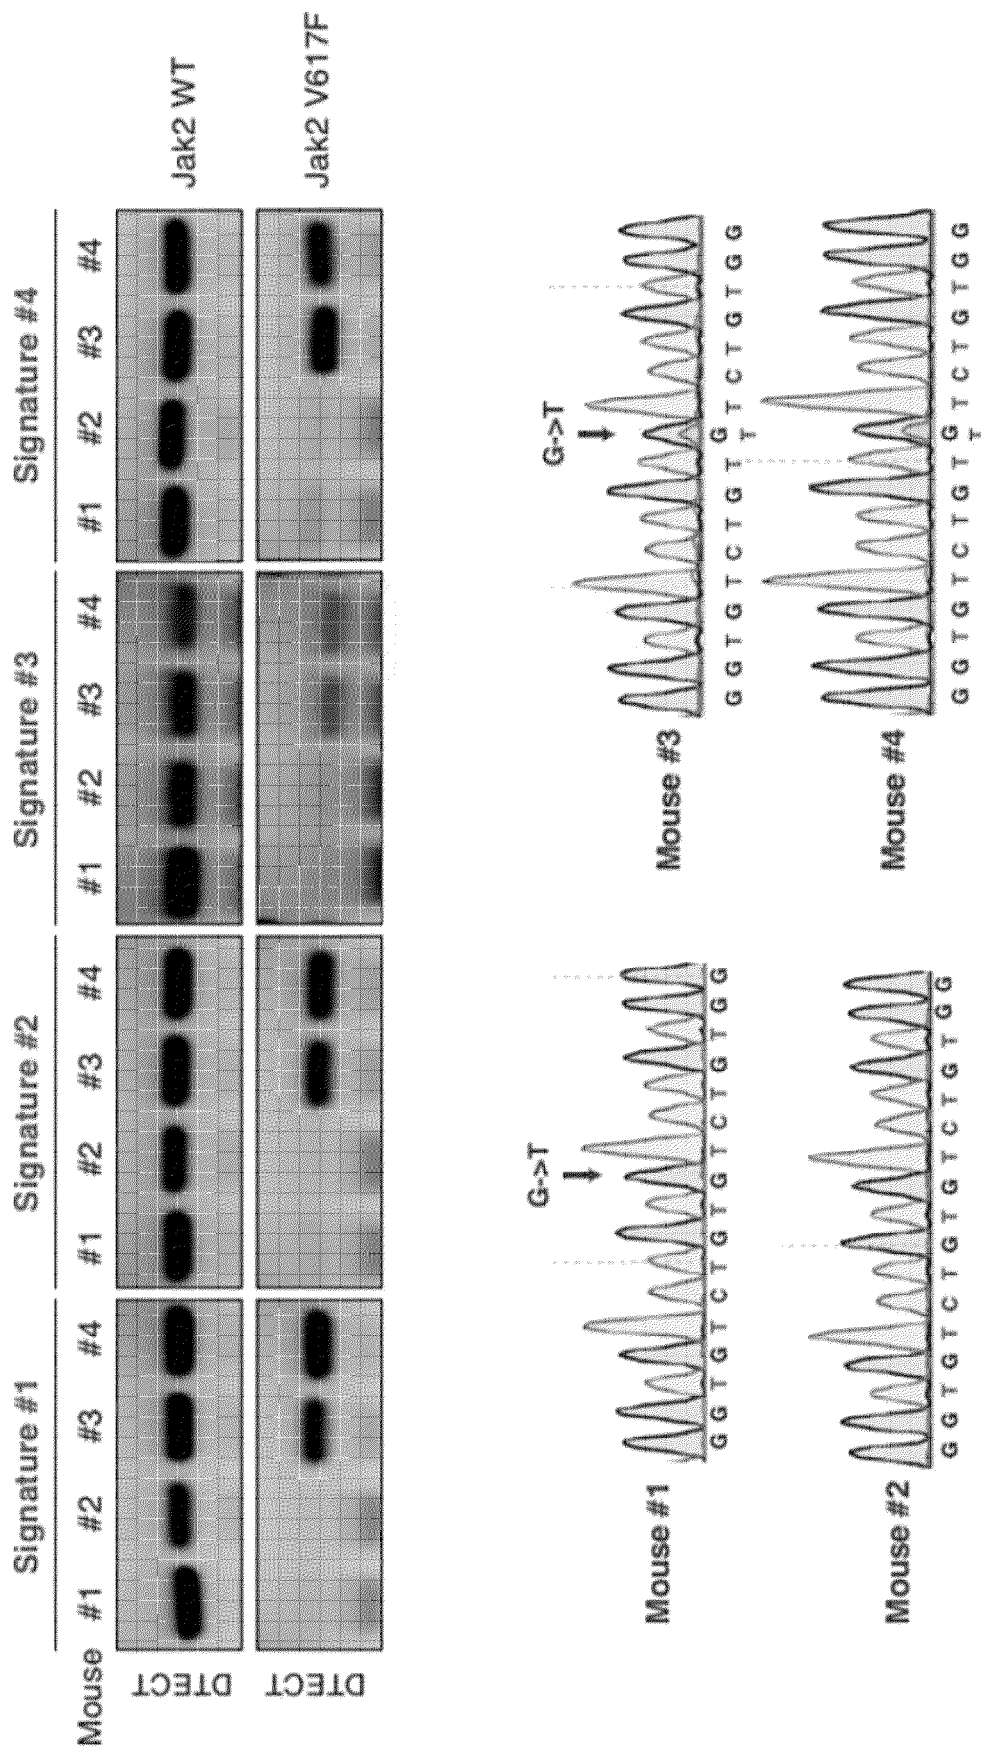 Signature #1 Signature #2 Signature #3 Signature #4
Mouse #1 #2 #3 #4 #1 #2 #3 #4 #1 #2 #3 #4 #1 #2 #3 #4
DTECT Jak2 WT
DTECT Jak2 V617F
G->T
Mouse #1
G G T G T C T G T G T C T G T G G
Mouse #2
G G T G T C T G T G T C T G T G G
G->T
Mouse #3
G G T G T C T G T G T C T G T G G
T
Mouse #4
G G T G T C T G T G T C T G T G G
T